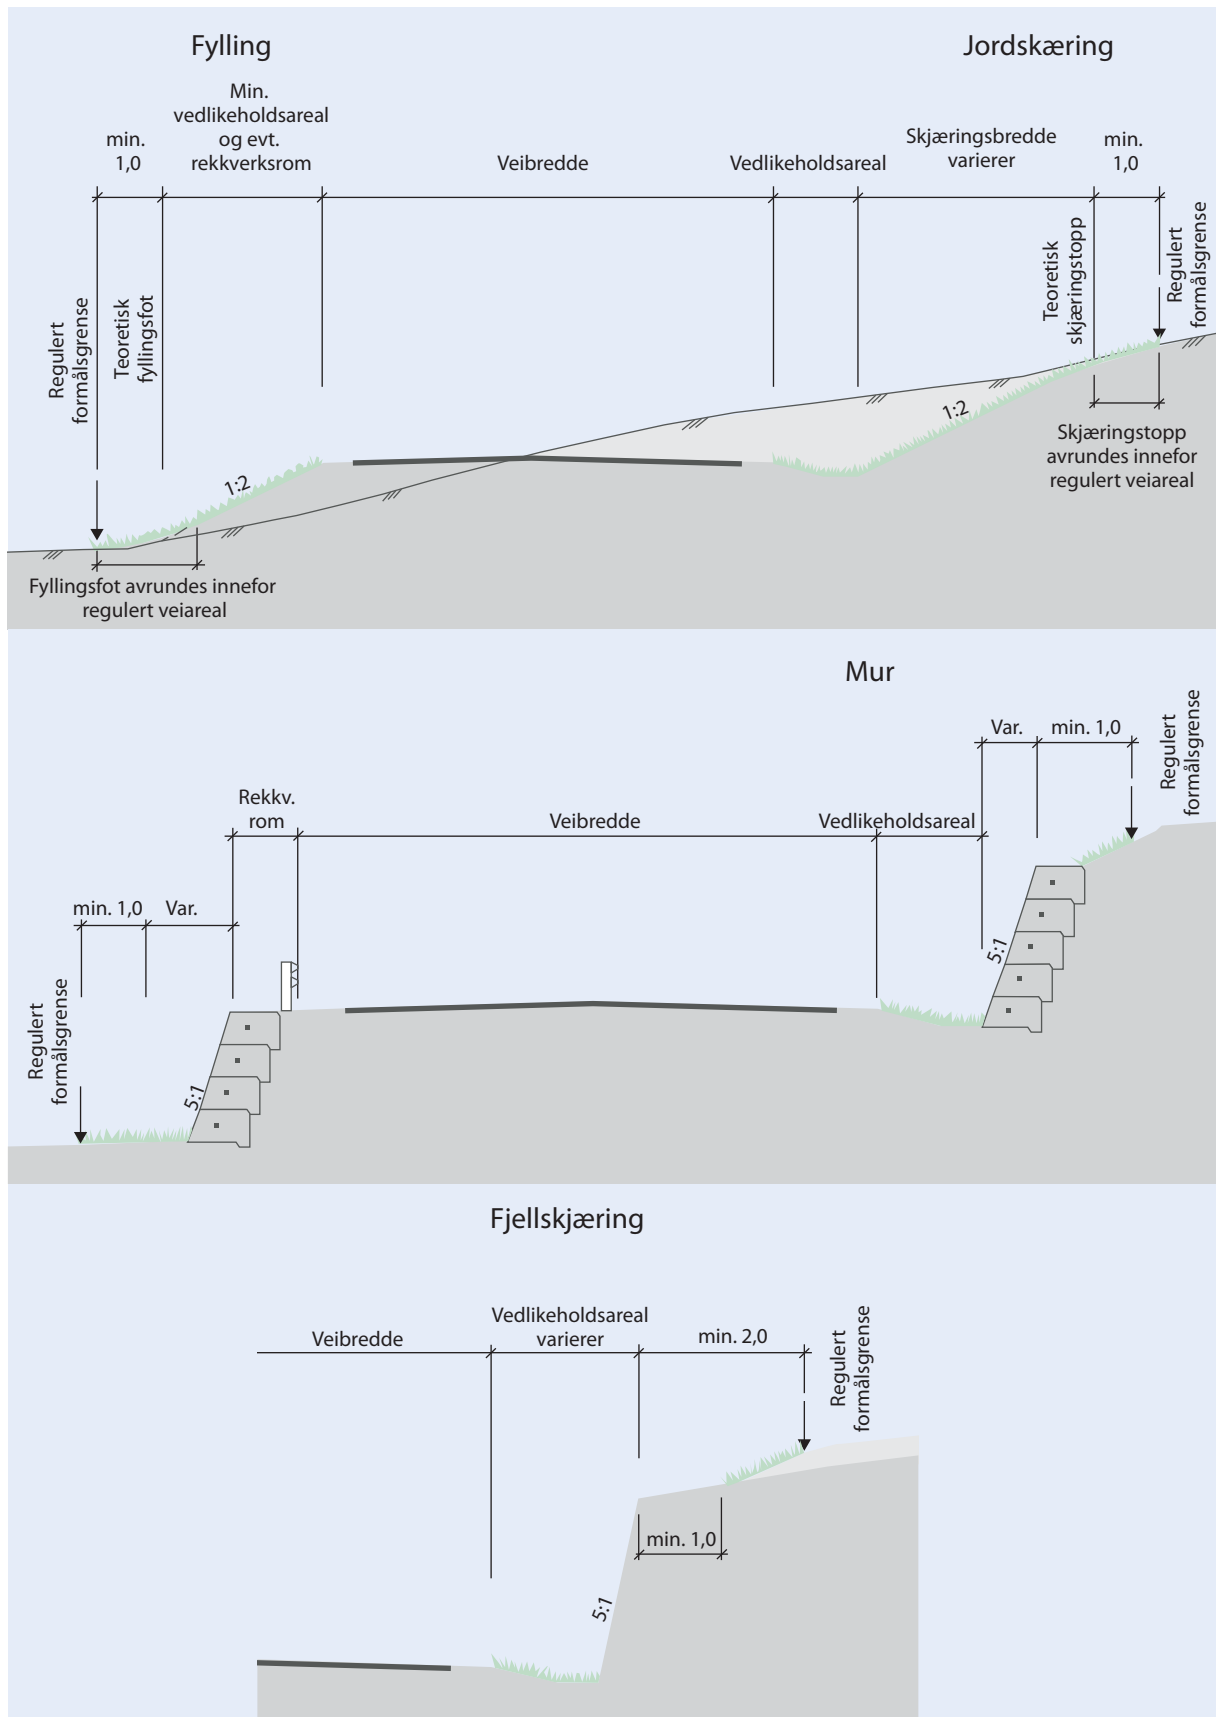 Fylling
Jordskæring
min.
1,0
Min.
vedlikeholdsareal
og evt.
rekkverksrom
Veibredde
Vedlikeholdsareal
Skjæringsbredde
varierer
min.
1,0
Regulert
formålsgrense
Teoretisk
fyllingsfot
Teoretisk
skjæringstopp
Regulert
formålsgrense
1:2
1:2
Skjæringstopp
avrundes innefor
regulert veiareal
Fyllingsfot avrundes innefor
regulert veiareal
Mur
Var.
min. 1,0
Regulert
formålsgrense
Rekkv.
rom
Veibredde
Vedlikeholdsareal
min. 1,0
Var.
Regulert
formålsgrense
5:1
5:1
Fjellskjæring
Veibredde
Vedlikeholdsareal
varierer
min. 2,0
Regulert
formålsgrense
min. 1,0
5:1